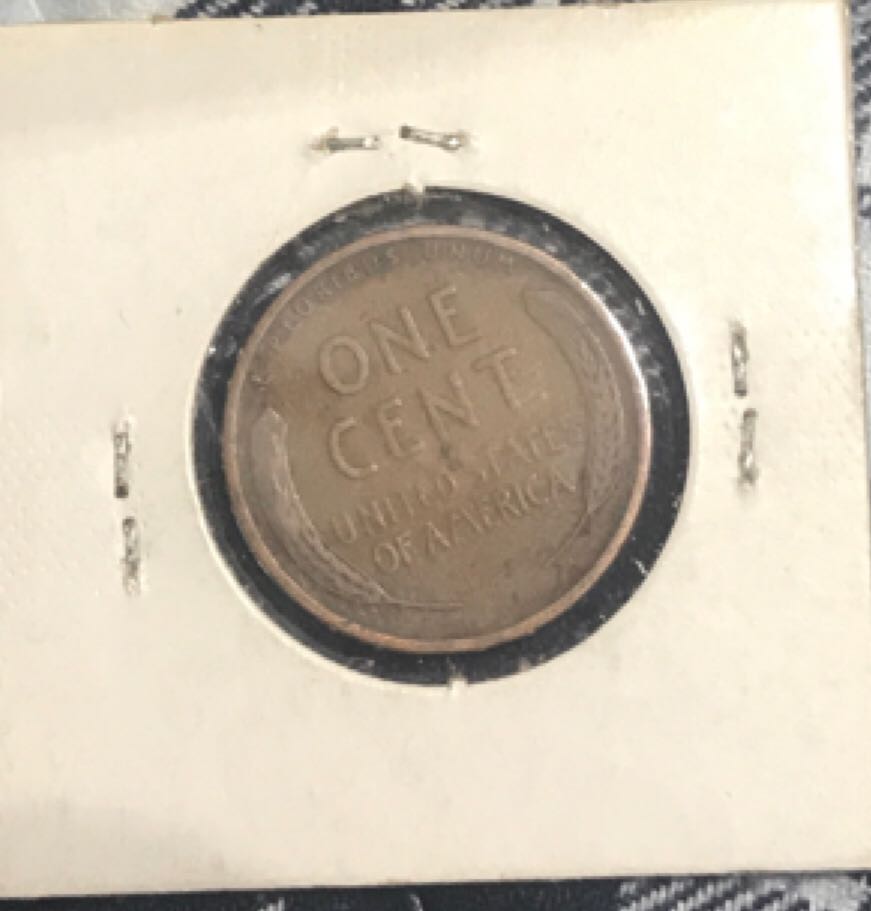 E PLURIBUS UNUM
ONE
CENT
UNITED STATES
OF AMERICA